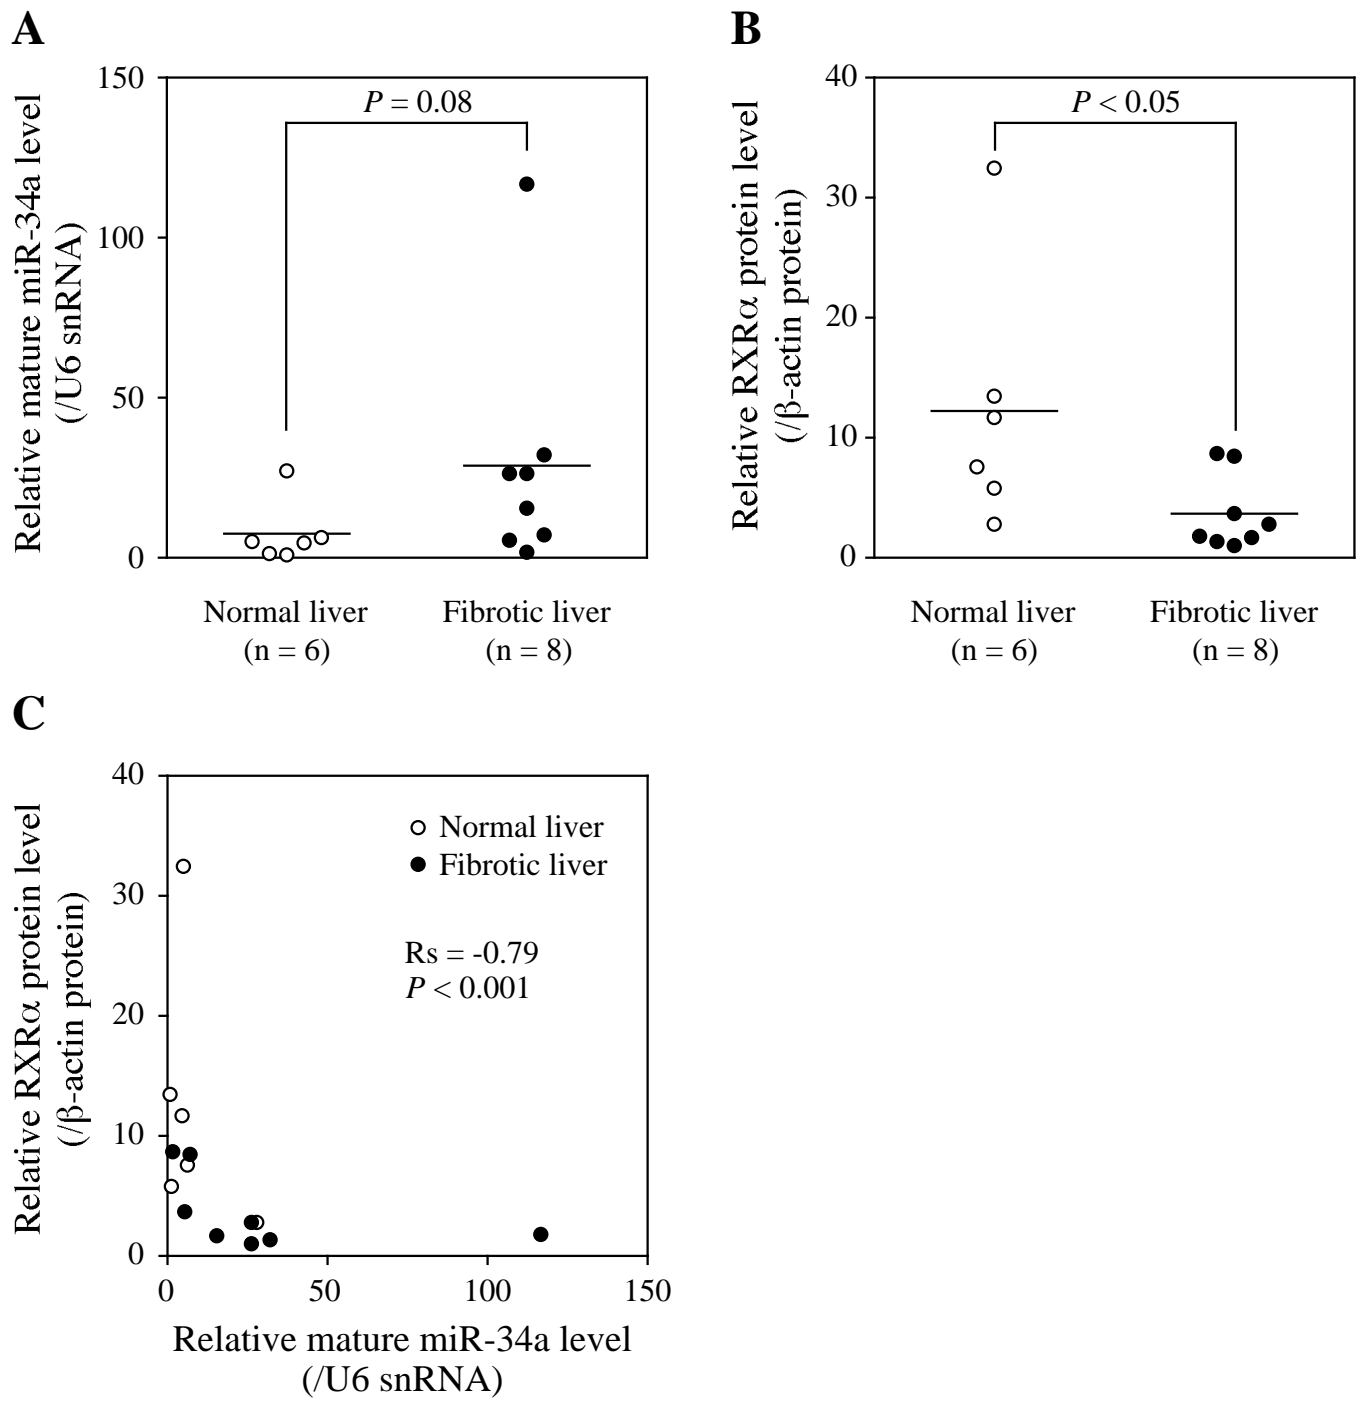 A
Relative mature miR-34a level
(/U6 snRNA)
150
100
50
0
P = 0.08
Normal liver
(n = 6)
Fibrotic liver
(n = 8)
B
Relative RXRα protein level
(/β-actin protein)
40
30
20
10
0
P < 0.05
Normal liver
(n = 6)
Fibrotic liver
(n = 8)
C
Relative RXRα protein level
(/β-actin protein)
40
30
20
10
0
Normal liver
Fibrotic liver
Rs = -0.79
P < 0.001
0 50 100 150
Relative mature miR-34a level
(/U6 snRNA)